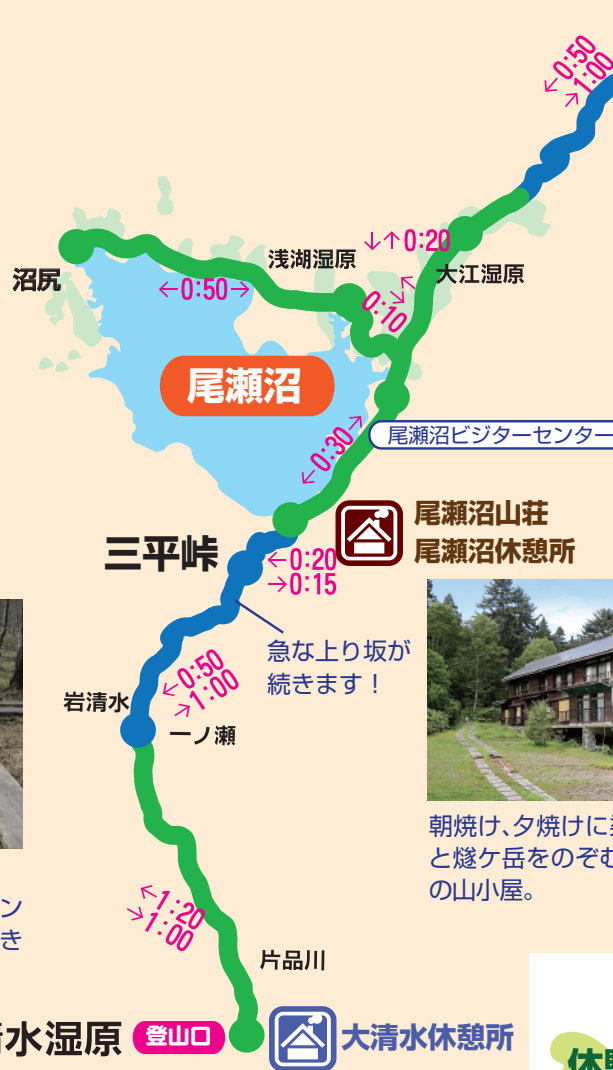 ←0:50
→1:00
浅湖湿原
↓↑0:20
沼尻
←0:50→
大江湿原
0:10
尾瀬沼
尾瀬沼ビジターセンター
←0:30→
尾瀬沼山荘
尾瀬沼休憩所
三平峠
←0:20
→0:15
急な上り坂が
続きます！
←0:50
→1:00
岩清水
一ノ瀬
朝焼け、夕焼けに
と燧ケ岳をのぞむ
の山小屋。
ン
き
←1:20
→1:00
片品川
水湿原
登山口
大清水休憩所
休